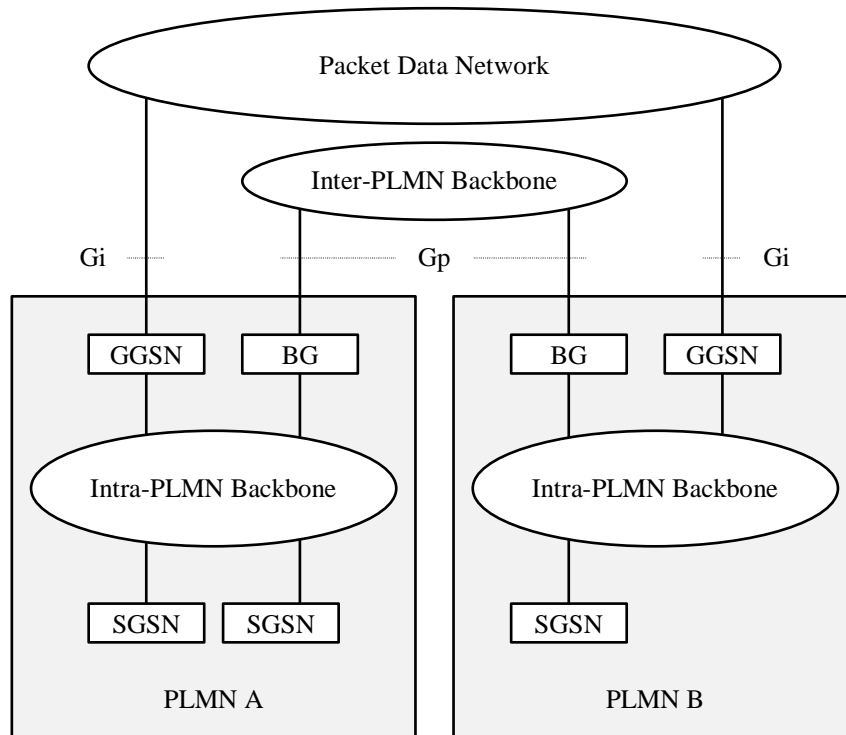 Packet Data Network
Inter-PLMN Backbone
Gi Gp Gi
GGSN BG BG GGSN
Intra-PLMN Backbone Intra-PLMN Backbone
SGSN SGSN SGSN
PLMN A PLMN B